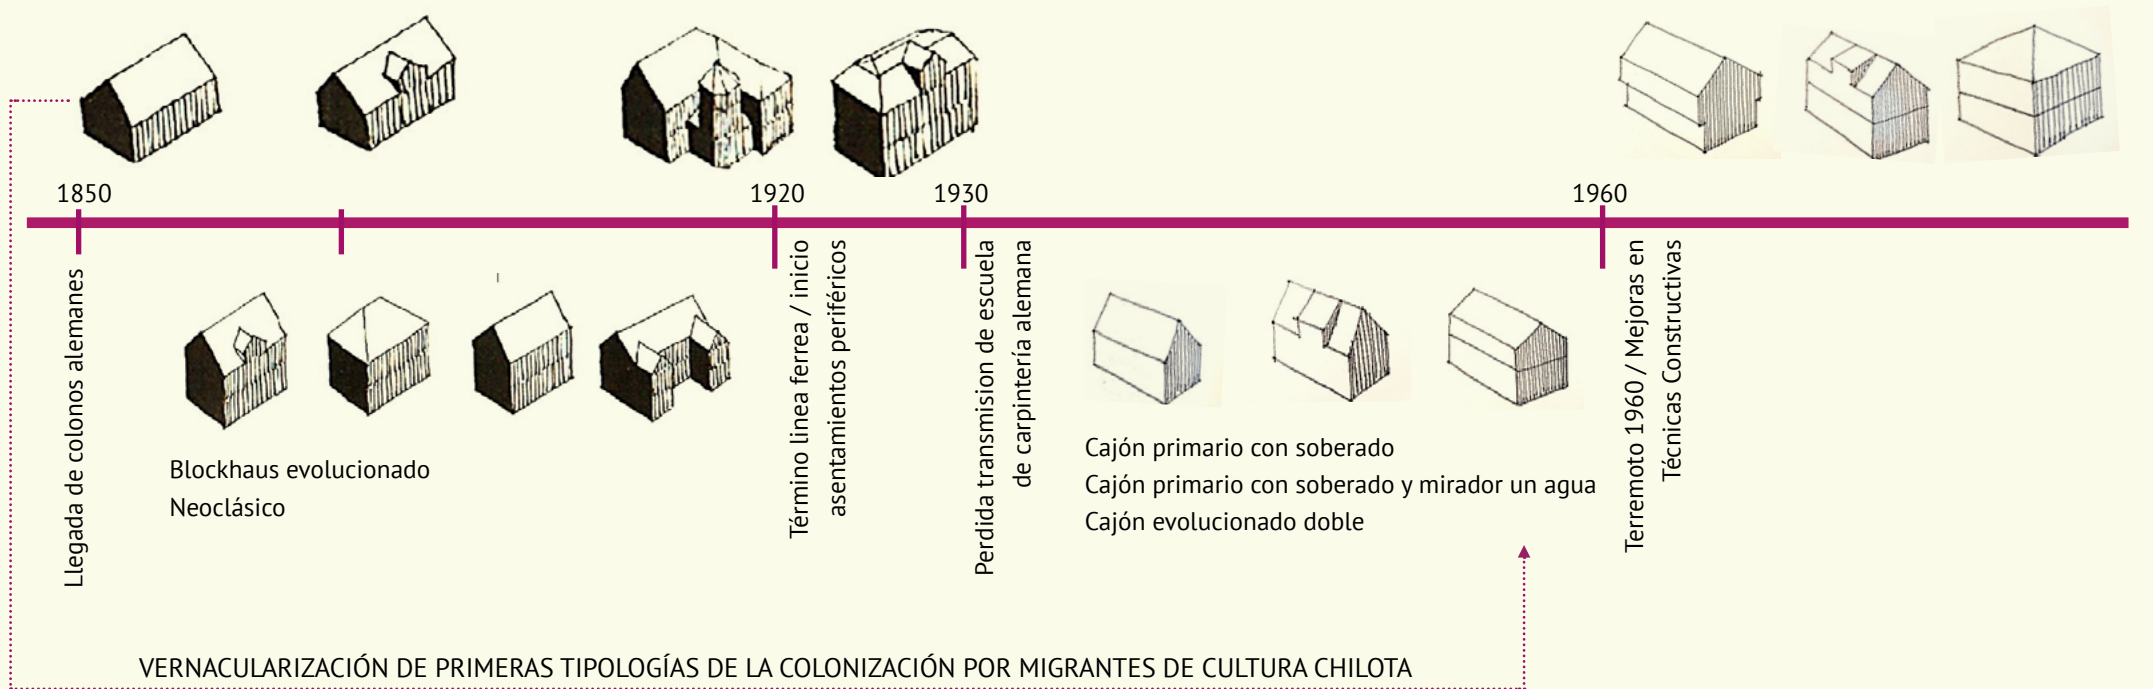 1850
1920
1930
1960
Llegada de colonos alemanes
Blockhaus evolucionado
Neoclásico
Término linea ferrea / inicio
asentamientos periféricos
Perdida transmision de escuela
de carpintería alemana
Cajón primario con soberado
Cajón primario con soberado y mirador un agua
Cajón evolucionado doble
Terremoto 1960 / Mejoras en
Técnicas Constructivas
VERNACULARIZACIÓN DE PRIMERAS TIPOLOGÍAS DE LA COLONIZACIÓN POR MIGRANTES DE CULTURA CHILOTA